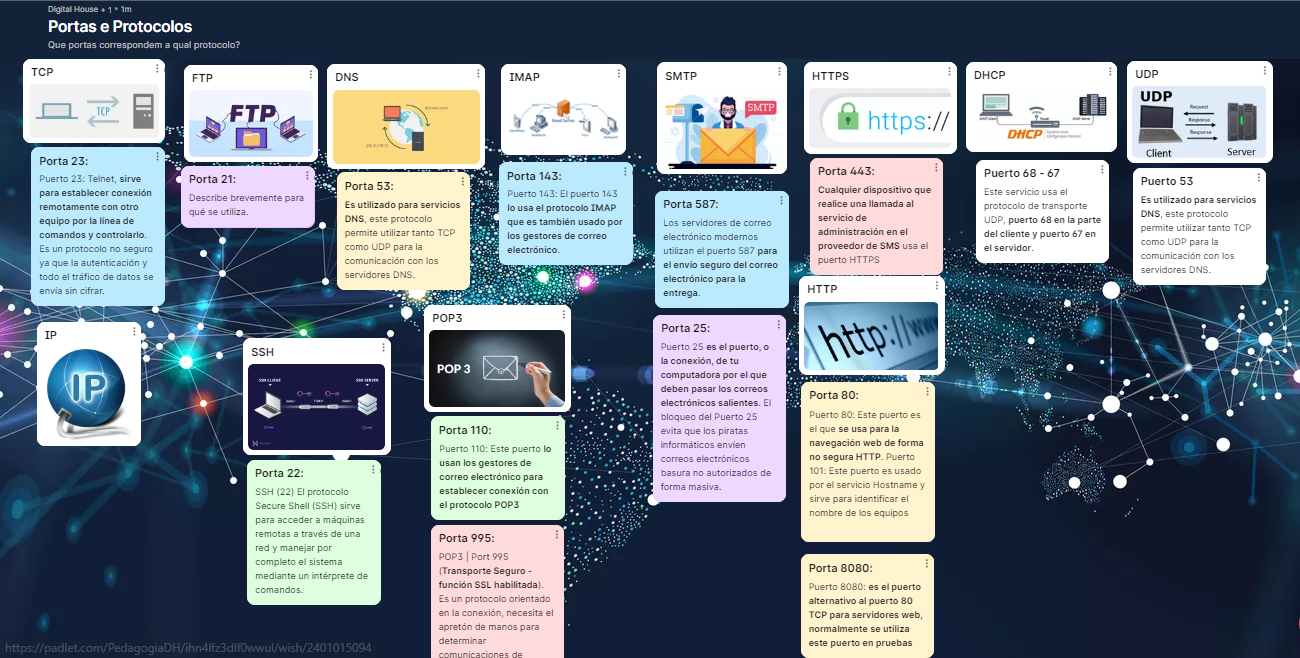 Digital House + 1 • 1m
Portas e Protocolos
Que portas correspondem a qual protocolo?
TCP
TCP
Porta 23:
Puerto 23: Telnet, sirve
para establecer conexión
remotamente con otro
equipo por la línea de
comandos y controlarlo.
Es un protocolo no seguro
ya que la autenticación y
todo el tráfico de datos se
envía sin cifrar.
IP
IP
FTP
FTP
Porta 21:
Describe brevemente para
qué se utiliza.
SSH
SSH CLIENT
SSH SERVER
Porta 22:
SSH (22) El protocolo
Secure Shell (SSH) sirve
para acceder a máquinas
remotas a través de una
red y manejar por
completo el sistema
mediante un intérprete de
comandos.
DNS
Porta 53:
Es utilizado para servicios
DNS, este protocolo
permite utilizar tanto TCP
como UDP para la
comunicación con los
servidores DNS.
IMAP
Porta 143:
Puerto 143: El puerto 143
lo usa el protocolo IMAP
que es también usado por
los gestores de correo
electrónico.
POP3
POP 3
Porta 110:
Puerto 110: Este puerto lo
usan los gestores de
correo electrónico para
establecer conexión con
el protocolo POP3
Porta 995:
POP3 | Port 995
(Transporte Seguro -
función SSL habilitada).
Es un protocolo orientado
en la conexión, necesita el
apretón de manos para
determinar
comunicaciones de
SMTP
SMTP
Porta 587:
Los servidores de correo
electrónico modernos
utilizan el puerto 587 para
el envío seguro del correo
electrónico para la
entrega.
Porta 25:
Puerto 25 es el puerto, o
la conexión, de tu
computadora por el que
deben pasar los correos
electrónicos salientes. El
bloqueo del Puerto 25
evita que los piratas
informáticos envíen
correos electrónicos
basura no autorizados de
forma masiva.
HTTPS
https://
Porta 443:
Cualquier dispositivo que
realice una llamada al
servicio de
administración en el
proveedor de SMS usa el
puerto HTTPS
HTTP
http://www
Porta 80:
Puerto 80: Este puerto es
el que se usa para la
navegación web de forma
no segura HTTP. Puerto
101: Este puerto es usado
por el servicio Hostname y
sirve para identificar el
nombre de los equipos
Porta 8080:
Puerto 8080: es el puerto
alternativo al puerto 80
TCP para servidores web,
normalmente se utiliza
este puerto en pruebas
DHCP
DHCP
Puerto 68 - 67
Este servicio usa el
protocolo de transporte
UDP, puerto 68 en la parte
del cliente y puerto 67 en
el servidor.
UDP
UDP
Request
Response
Response
Client
Server
Puerto 53
Es utilizado para servicios
DNS, este protocolo
permite utilizar tanto TCP
como UDP para la
comunicación con los
servidores DNS.